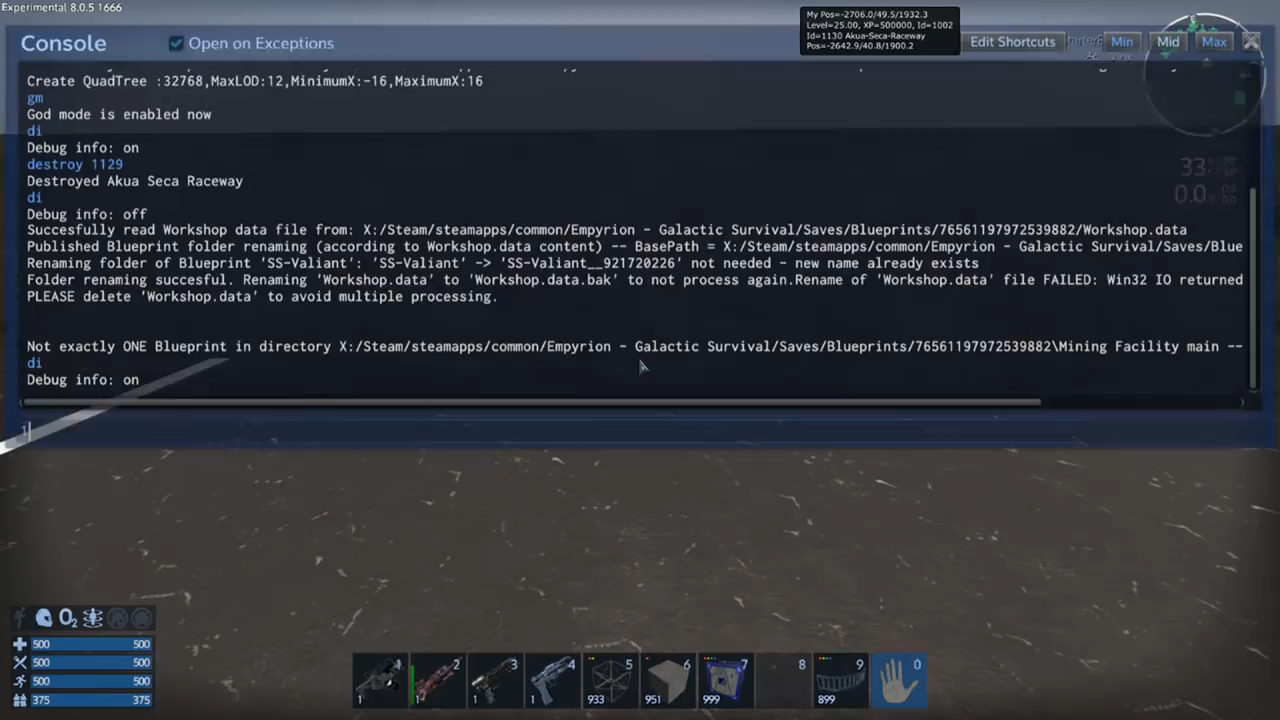 Experimental 8.0.5 1666
My Pos=-2706.0/49.5/1932.3
Level=25.00, XP=500000, Id=1002
Id=1130 Akua-Seca-Raceway
Pos=-2642.9/40.8/1900.2
Console
Open on Exceptions
Edit Shortcuts
Min
Mid
Max
Create QuadTree :32768,MaxLOD:12,MinimumX:-16,MaximumX:16
gm
God mode is enabled now
di
Debug info: on
destroy 1129
Destroyed Akua Seca Raceway
di
Debug info: off
Succesfully read Workshop data file from: X:/Steam/steamapps/common/Empyrion - Galactic Survival/Saves/Blueprints/76561197972539882/Workshop.data
Published Blueprint folder renaming (according to Workshop.data content) -- BasePath = X:/Steam/steamapps/common/Empyrion - Galactic Survival/Saves/Blue
Renaming folder of Blueprint 'SS-Valiant': 'SS-Valiant' -> 'SS-Valiant__921720226' not needed - new name already exists
Folder renaming succesful. Renaming 'Workshop.data' to 'Workshop.data.bak' to not process again.Rename of 'Workshop.data' file FAILED: Win32 IO returned
PLEASE delete 'Workshop.data' to avoid multiple processing.
Not exactly ONE Blueprint in directory X:/Steam/steamapps/common/Empyrion - Galactic Survival/Saves/Blueprints/76561197972539882\Mining Facility main --
di
Debug info: on
33
0.0
O2
500 500
500 500
500 500
375 375
1 2 3 4 5 6 7 8 9 0
1 1 1 1 933 951 999 899